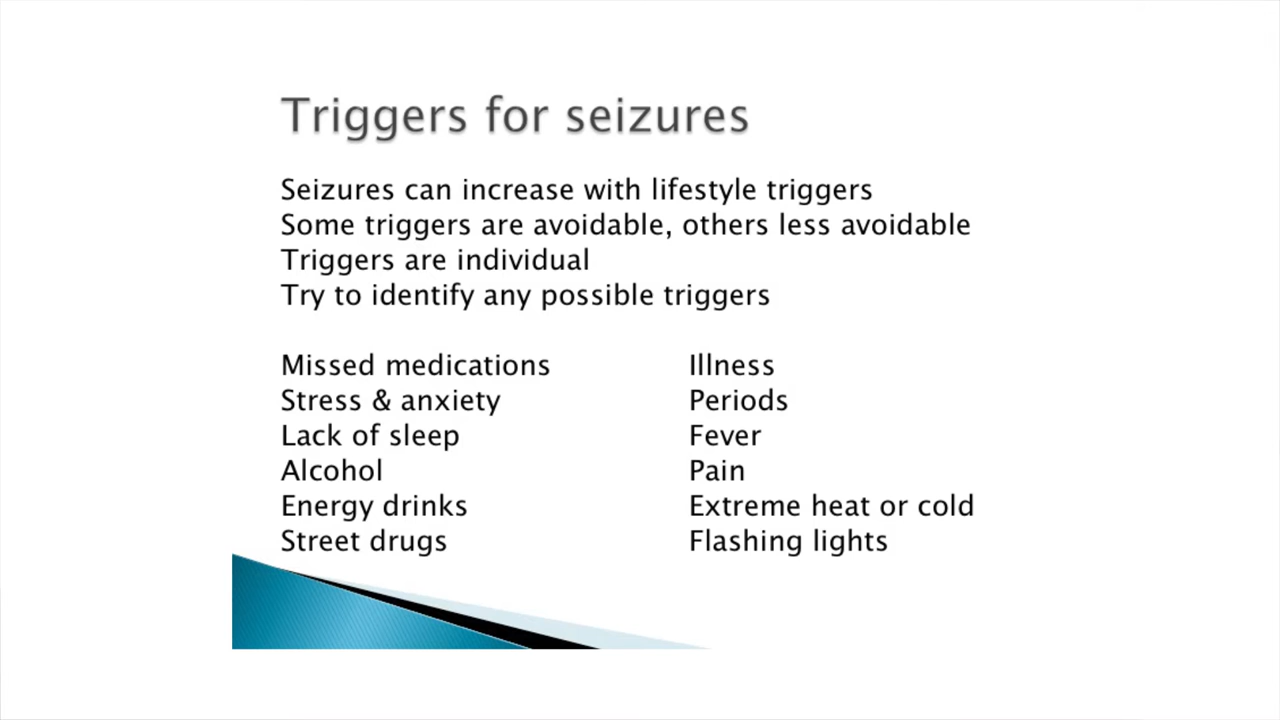 Triggers for seizures
Seizures can increase with lifestyle triggers
Some triggers are avoidable, others less avoidable
Triggers are individual
Try to identify any possible triggers
Missed medications
Stress & anxiety
Lack of sleep
Alcohol
Energy drinks
Street drugs
Illness
Periods
Fever
Pain
Extreme heat or cold
Flashing lights